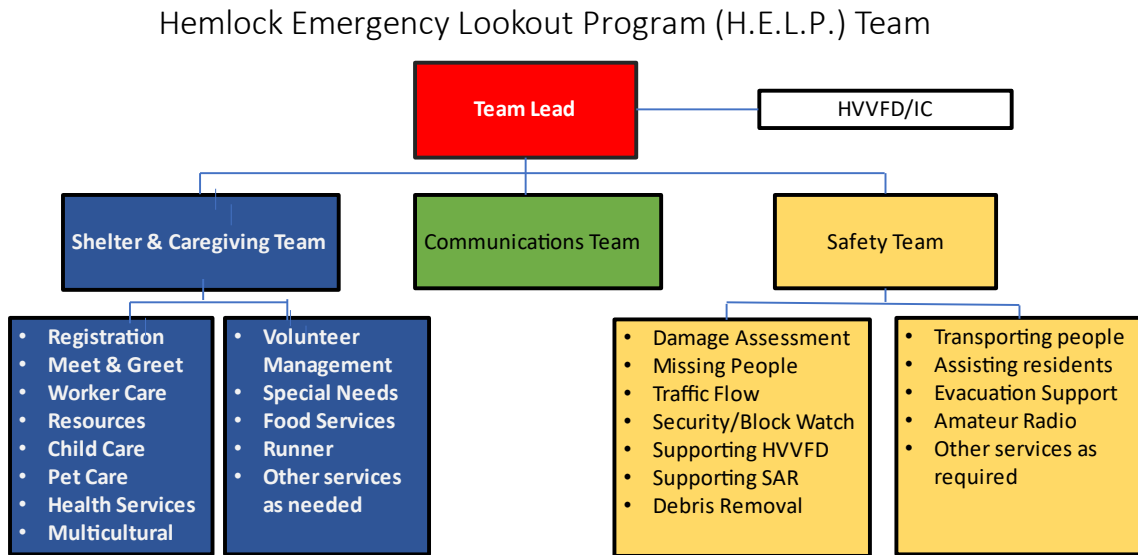 Hemlock Emergency Lookout Program (H.E.L.P.) Team
Team Lead
HVVFD/IC
Shelter & Caregiving Team
Communications Team
Safety Team
• Registration
• Meet & Greet
• Worker Care
• Resources
• Child Care
• Pet Care
• Health Services
• Multicultural
• Volunteer
Management
• Special Needs
• Food Services
• Runner
• Other services
as needed
• Damage Assessment
• Missing People
• Traffic Flow
• Security/Block Watch
• Supporting HVVFD
• Supporting SAR
• Debris Removal
• Transporting people
• Assisting residents
• Evacuation Support
• Amateur Radio
• Other services as
required